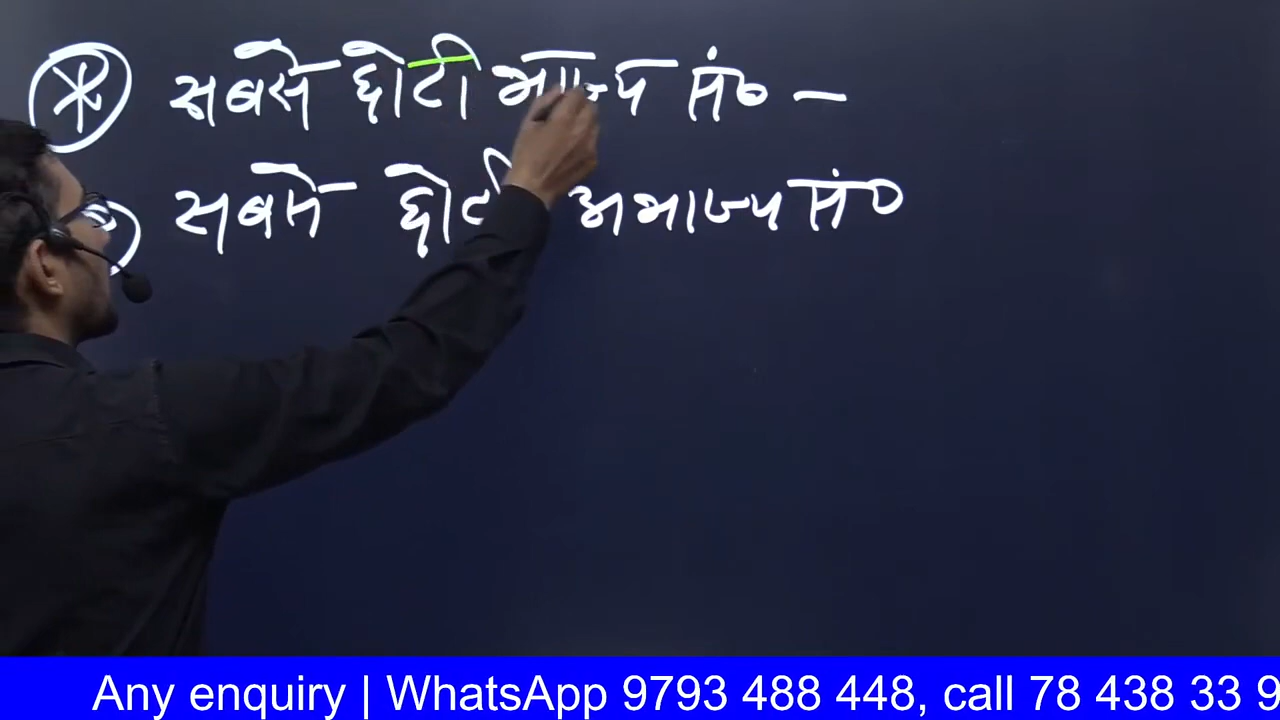 सबसे छोटी भाज्य सं० —
सबसे छोटी अभाज्य सं०
Any enquiry | WhatsApp 9793 488 448, call 78 438 33 9